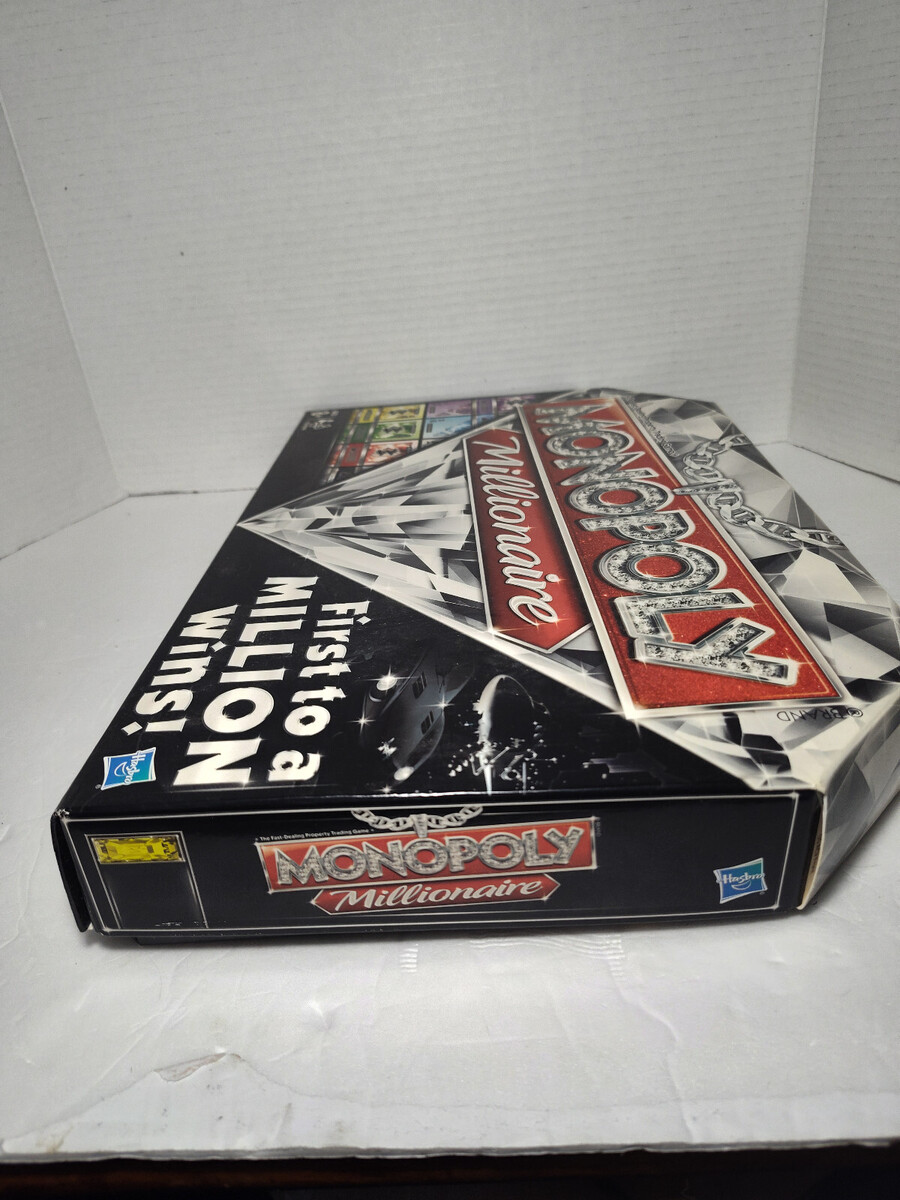 MONOPOLY
Millionaire
BRAND
First to a
MILLION
Wins!
Hasbro
The Fast-Dealing Property Trading Game
MONOPOLY
Millionaire
Hasbro